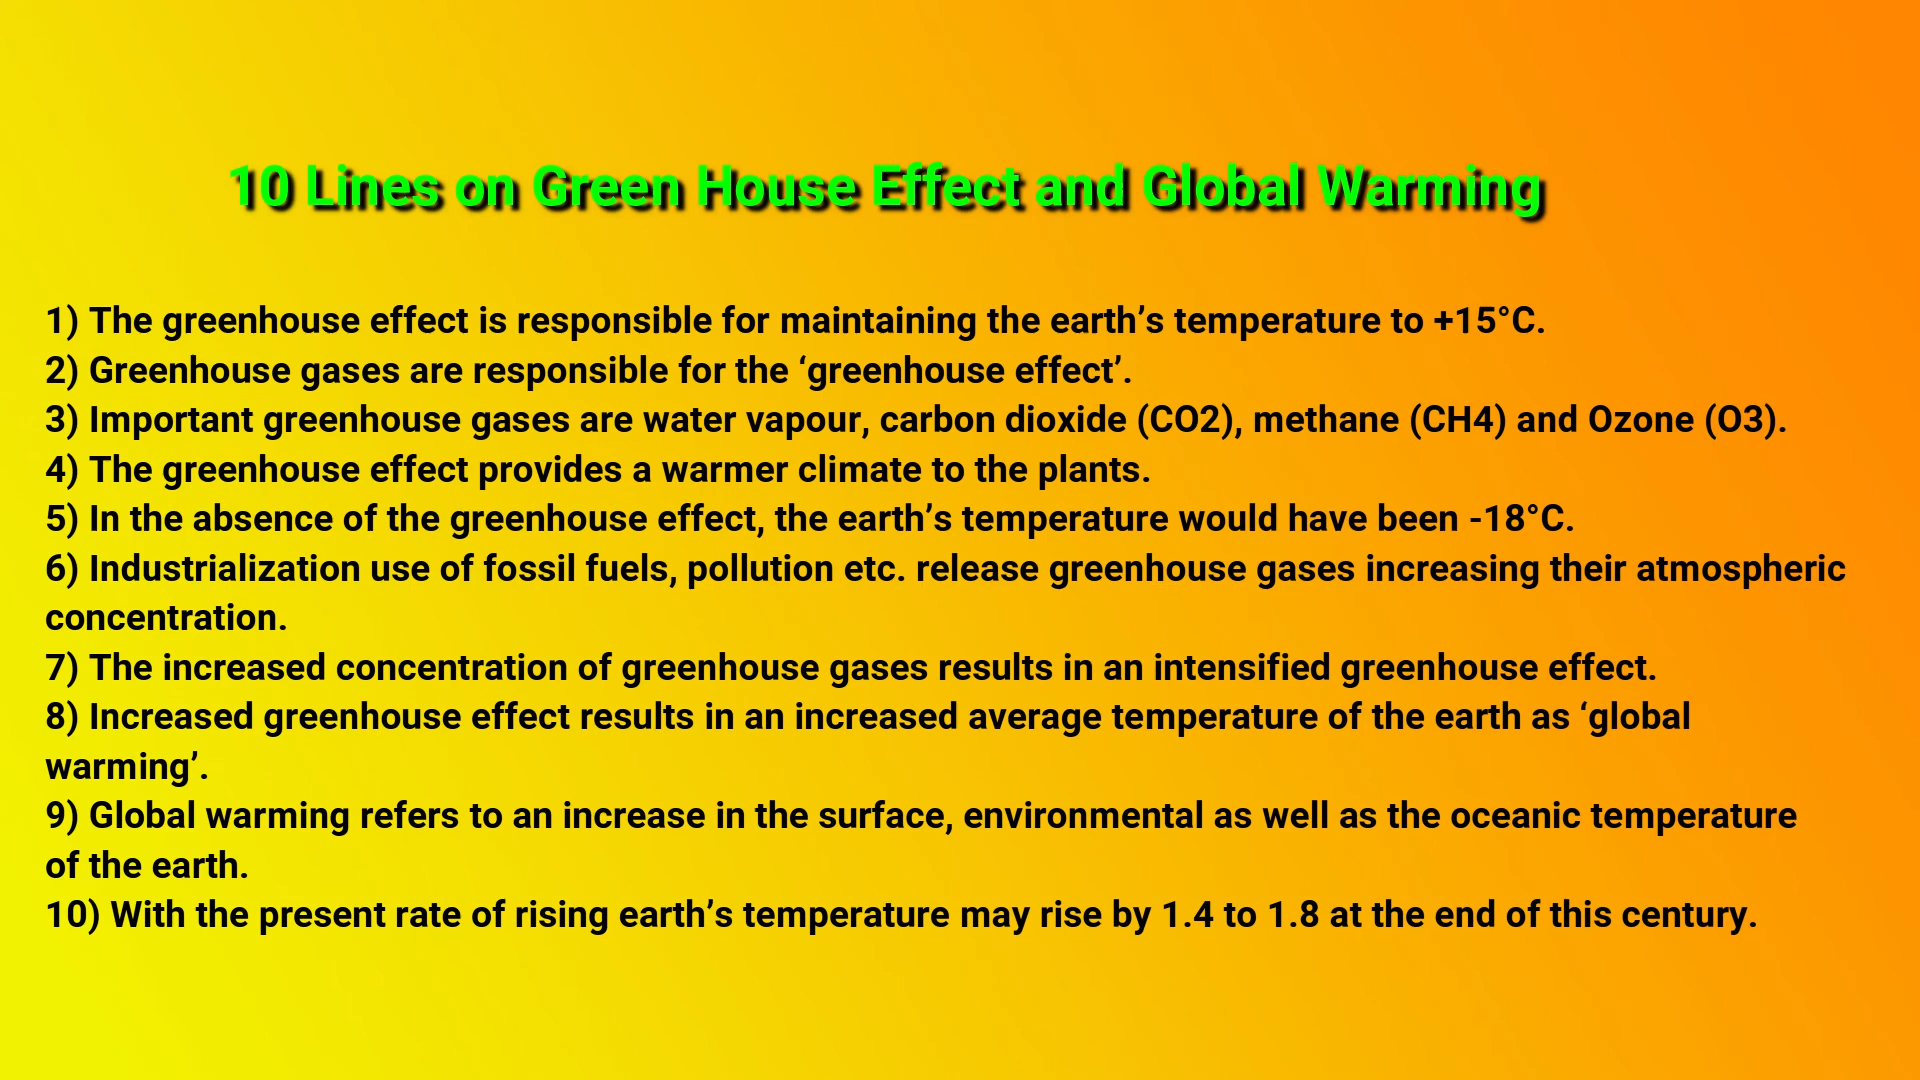 10 Lines on Green House Effect and Global Warming
1) The greenhouse effect is responsible for maintaining the earth’s temperature to +15°C.
2) Greenhouse gases are responsible for the ‘greenhouse effect’.
3) Important greenhouse gases are water vapour, carbon dioxide (CO2), methane (CH4) and Ozone (O3).
4) The greenhouse effect provides a warmer climate to the plants.
5) In the absence of the greenhouse effect, the earth’s temperature would have been -18°C.
6) Industrialization use of fossil fuels, pollution etc. release greenhouse gases increasing their atmospheric
concentration.
7) The increased concentration of greenhouse gases results in an intensified greenhouse effect.
8) Increased greenhouse effect results in an increased average temperature of the earth as ‘global
warming’.
9) Global warming refers to an increase in the surface, environmental as well as the oceanic temperature
of the earth.
10) With the present rate of rising earth’s temperature may rise by 1.4 to 1.8 at the end of this century.